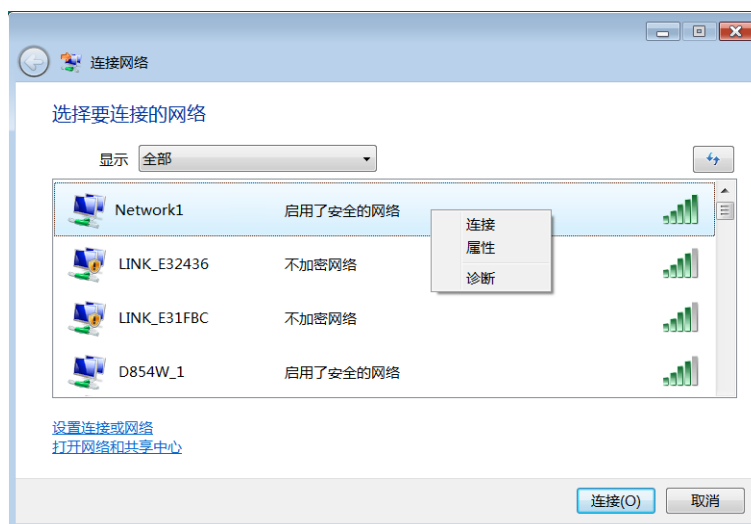 连接网络
选择要连接的网络
显示 全部
Network1 启用了安全的网络
连接
属性
诊断
LINK_E32436 不加密网络
LINK_E31FBC 不加密网络
D854W_1 启用了安全的网络
设置连接或网络
打开网络和共享中心
连接(O) 取消